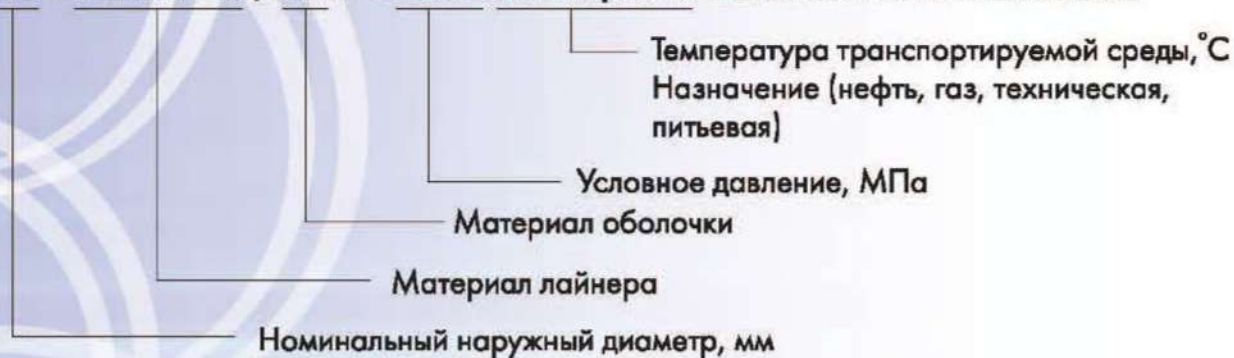 Температура транспортируемой среды,°С
Назначение (нефть, газ, техническая,
питьевая)
Условное давление, МПа
Материал оболочки
Материал лайнера
Номинальный наружный диаметр, мм